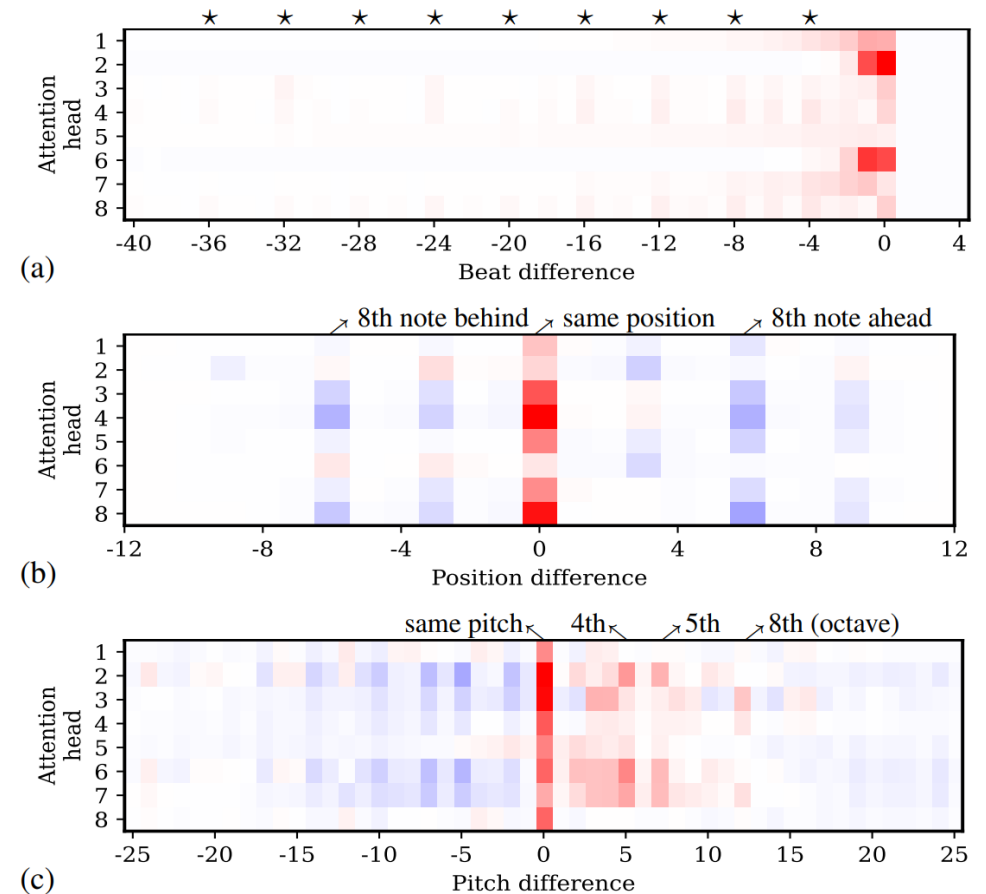 ★ ★ ★ ★ ★ ★ ★ ★ ★
Attention
head
1
2
3
4
5
6
7
8
-40 -36 -32 -28 -24 -20 -16 -12 -8 -4 0 4
Beat difference
(a)
8th note behind same position 8th note ahead
Attention
head
1
2
3
4
5
6
7
8
-12 -8 -4 0 4 8 12
Position difference
(b)
same pitch 4th 5th 8th (octave)
Attention
head
1
2
3
4
5
6
7
8
-25 -20 -15 -10 -5 0 5 10 15 20 25
Pitch difference
(c)